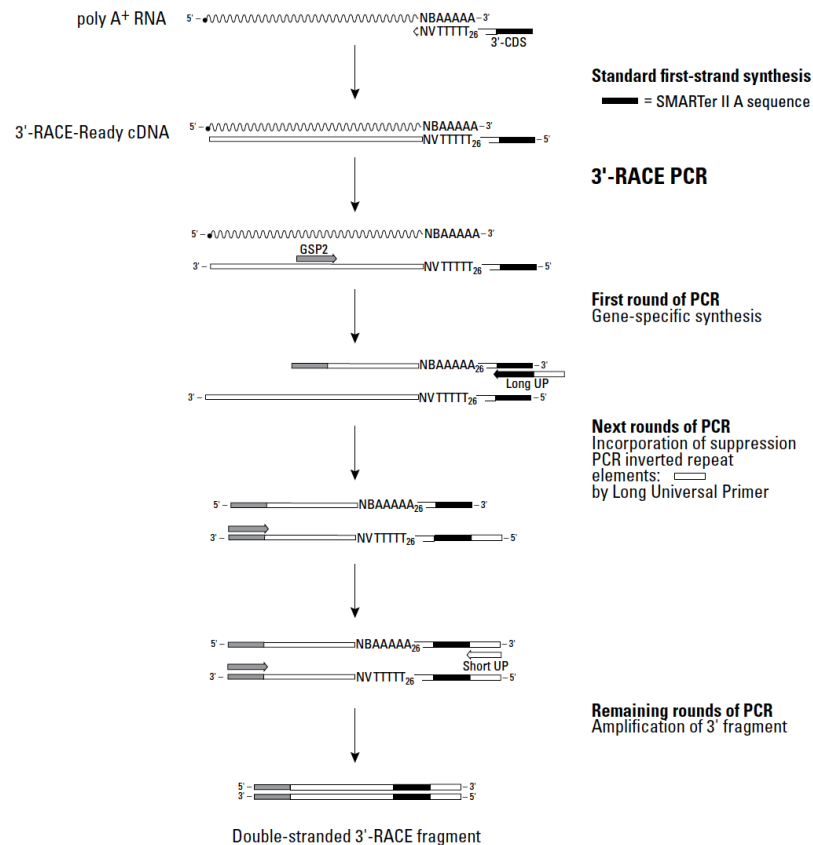 poly A+ RNA
5' – NBAAAAA – 3'
NVTTTTT26
3'-CDS
Standard first-strand synthesis
= SMARTer II A sequence
3'-RACE-Ready cDNA
5' – NBAAAAA – 3'
NVTTTTT26 – 5'
3'-RACE PCR
5' – NBAAAAA – 3'
GSP2
3' – NVTTTTT26 – 5'
First round of PCR
Gene-specific synthesis
NBAAAAA26 – 3'
Long UP
3' – NVTTTTT26 – 5'
Next rounds of PCR
Incorporation of suppression
PCR inverted repeat
elements:
by Long Universal Primer
5' – NBAAAAA26 – 3'
3' – NVTTTTT26 – 5'
5' – NBAAAAA26 – 3'
Short UP
3' – NVTTTTT26 – 5'
Remaining rounds of PCR
Amplification of 3' fragment
5' – – 3'
3' – – 5'
Double-stranded 3'-RACE fragment